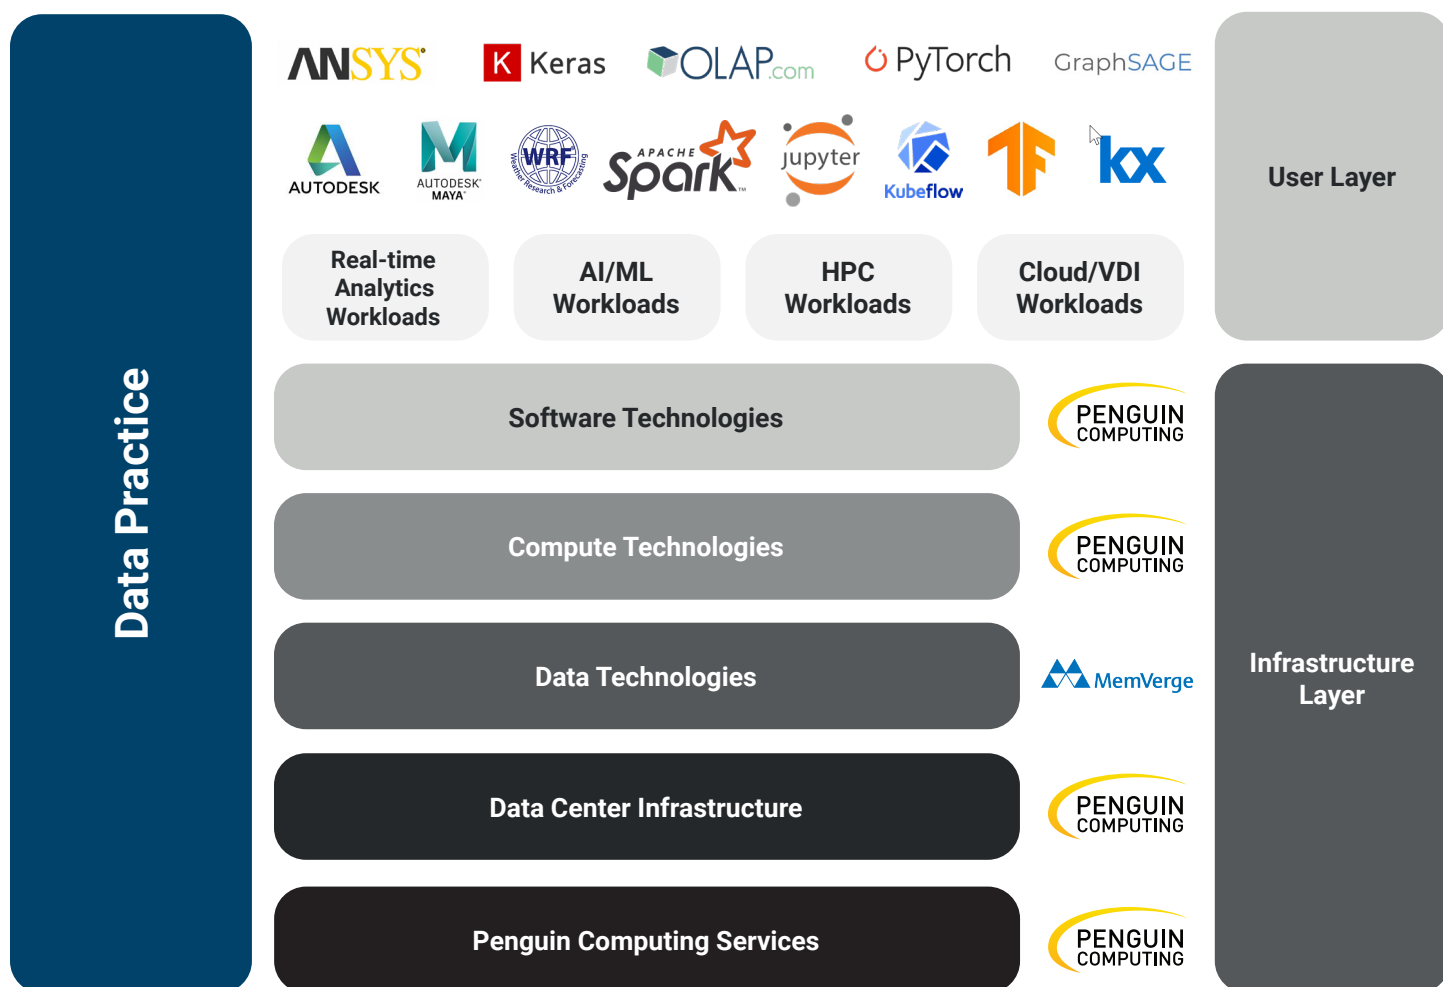 Data Practice
ANSYS®
K Keras
OLAP.com
PyTorch
GraphSAGE
AUTODESK
M
AUTODESK®
MAYA®
WRF
Weather Research & Forecasting
APACHE
Spark™
jupyter
Kubeflow
TF
kx
Real-time
Analytics
Workloads
AI/ML
Workloads
HPC
Workloads
Cloud/VDI
Workloads
User Layer
Software Technologies
PENGUIN
COMPUTING
Compute Technologies
PENGUIN
COMPUTING
Data Technologies
MemVerge
Data Center Infrastructure
PENGUIN
COMPUTING
Penguin Computing Services
PENGUIN
COMPUTING
Infrastructure
Layer